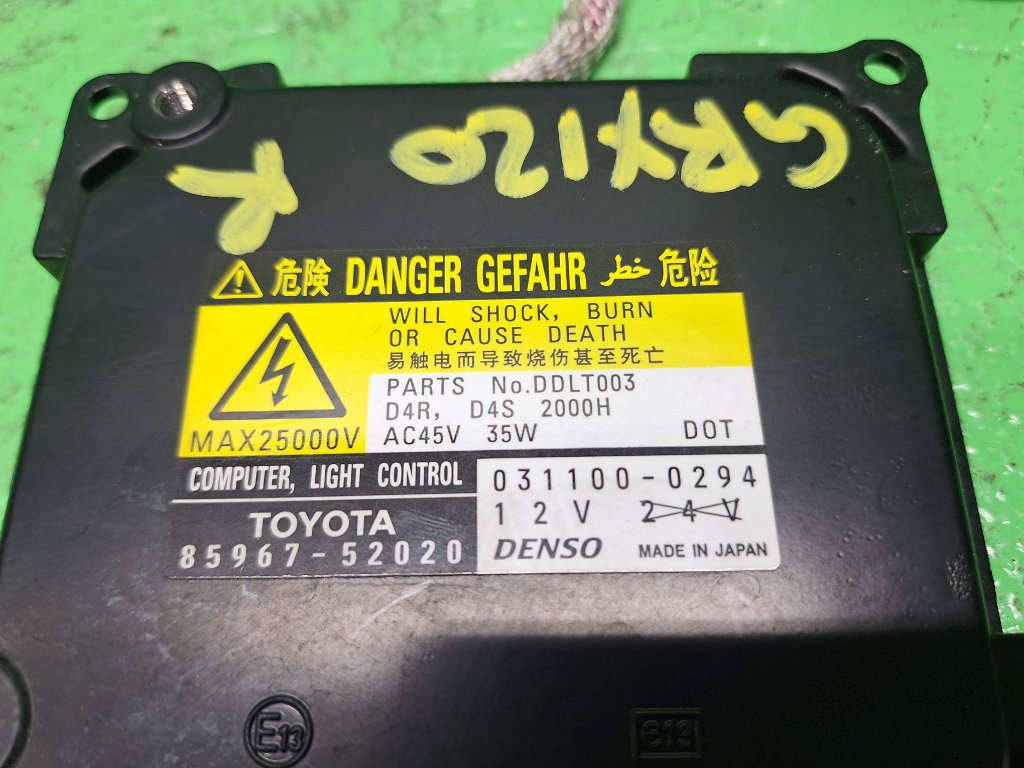 GRX120
R
危険 DANGER GEFAHR خطر 危险
WILL SHOCK, BURN
OR CAUSE DEATH
易触电而导致烧伤甚至死亡
MAX25000V
PARTS No.DDLT003
D4R, D4S 2000H
AC45V 35W DOT
COMPUTER, LIGHT CONTROL
TOYOTA
85967-52020
031100-0294
12V 24V
DENSO MADE IN JAPAN
E13
e13